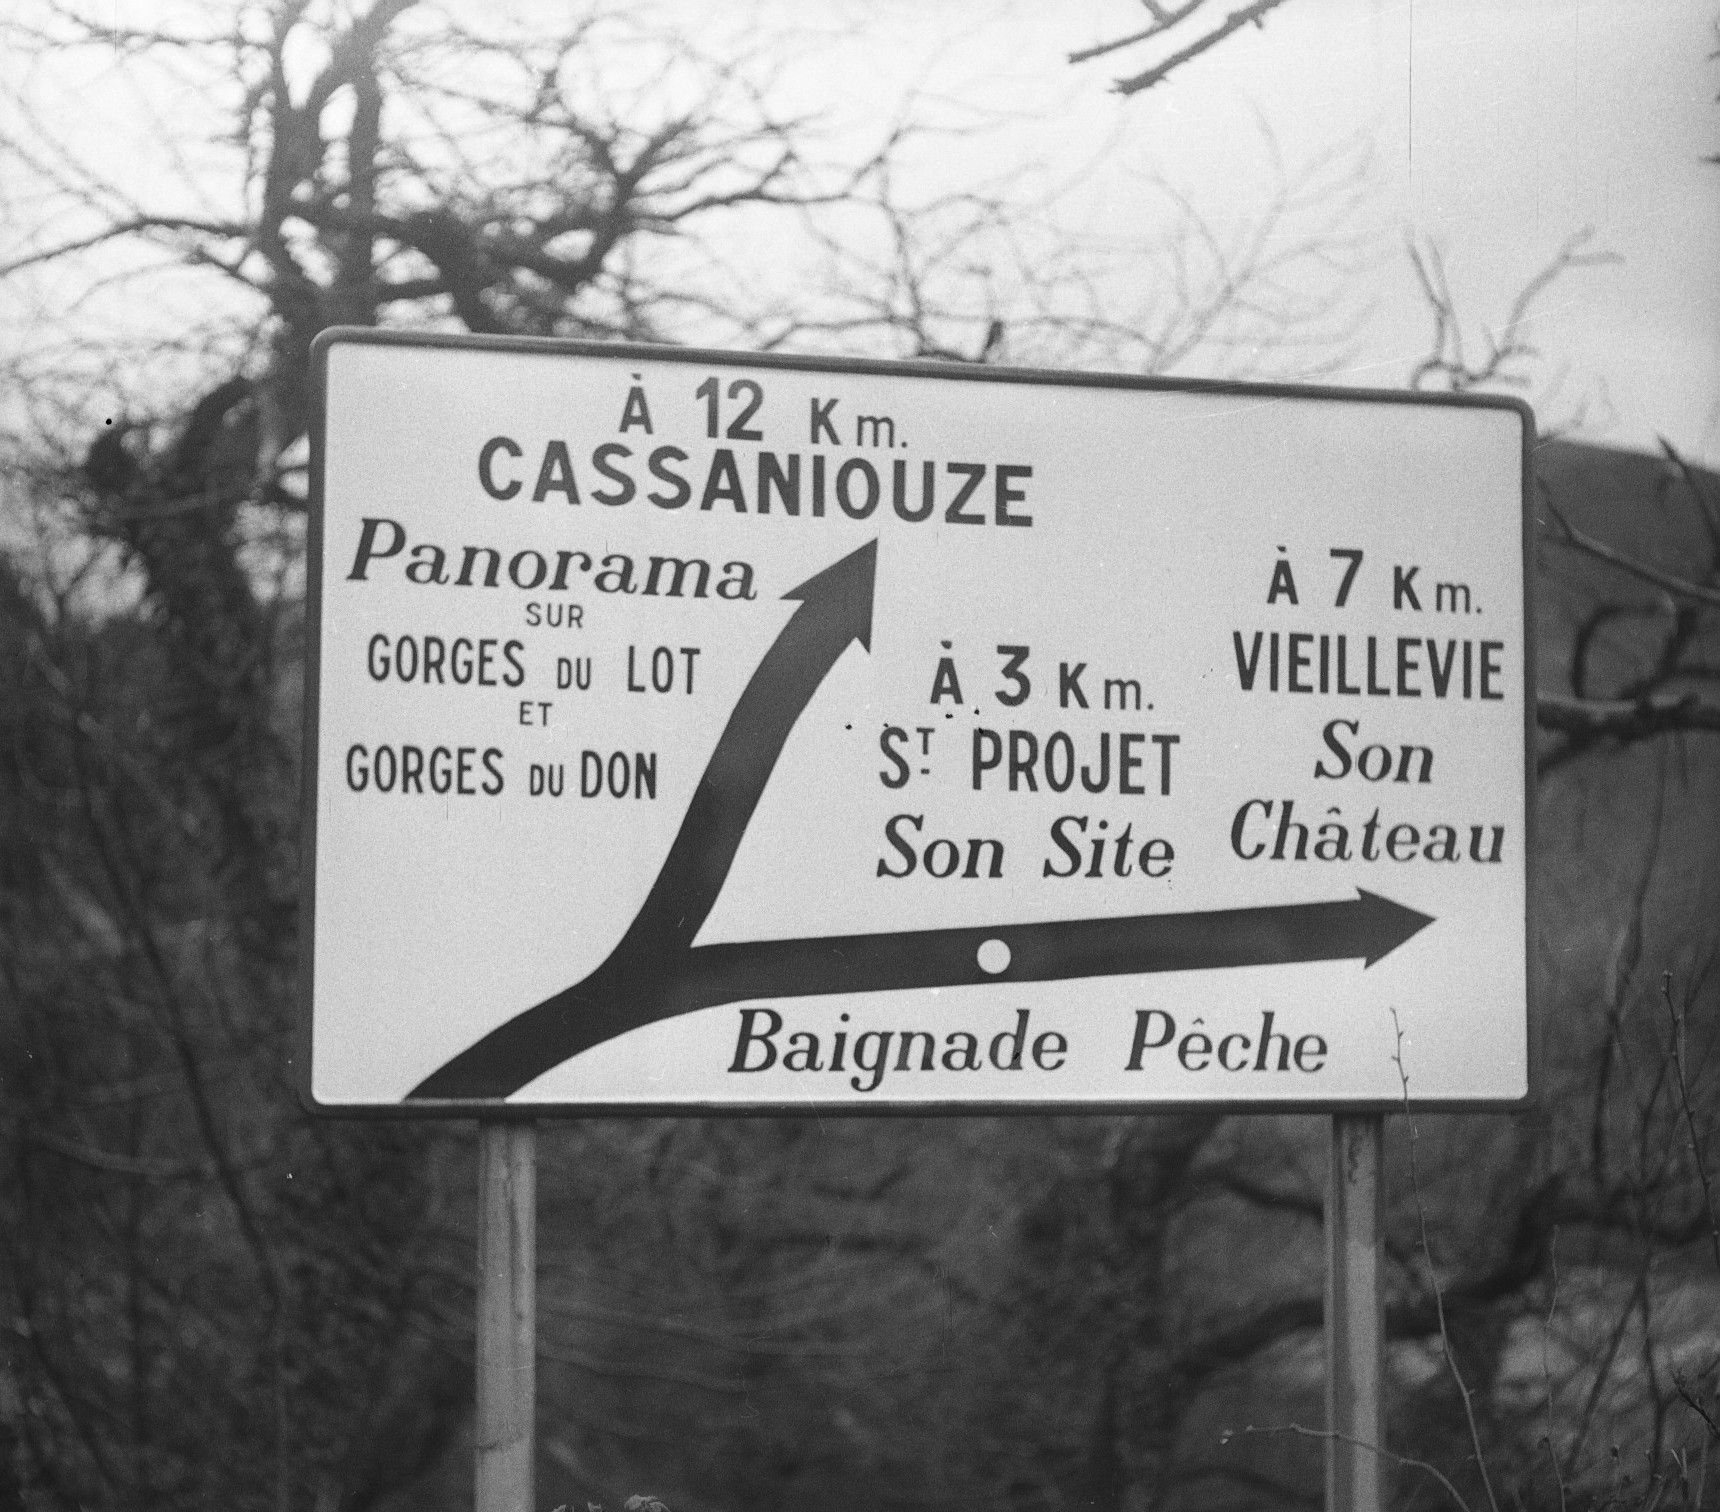 À 12 Km.
CASSANIOUZE
Panorama
SUR
GORGES DU LOT
ET
GORGES DU DON
À 3 Km.
ST PROJET
Son Site
À 7 Km.
VIEILLEVIE
Son
Château
Baignade Pêche